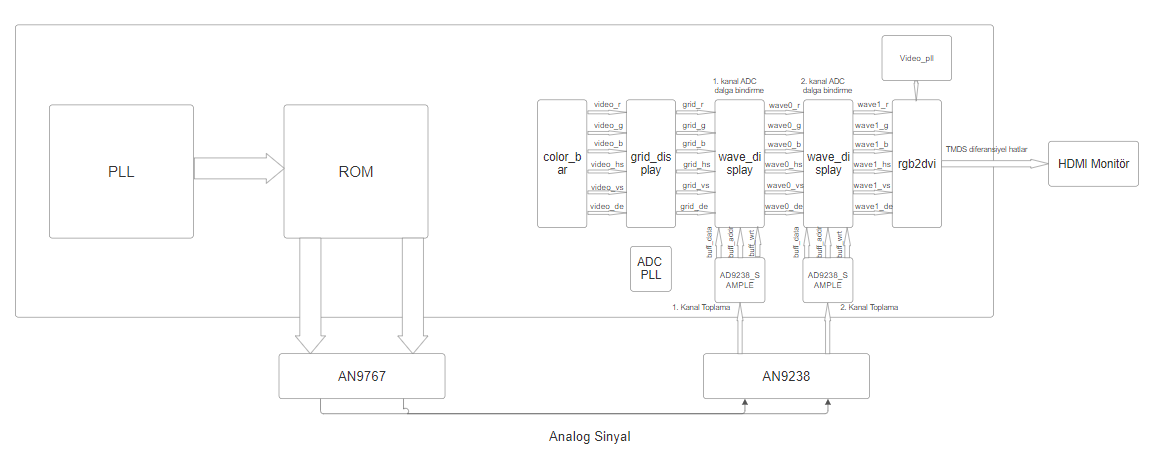 Video_pll
1. kanal ADC
dalga bindirme
2. kanal ADC
dalga bindirme
PLL
ROM
color_b
ar
video_r
video_g
video_b
video_hs
video_vs
video_de
grid_dis
play
grid_r
grid_g
grid_b
grid_hs
grid_vs
grid_de
wave_di
splay
wave0_r
wave0_g
wave0_b
wave0_hs
wave0_vs
wave0_de
wave_di
splay
wave1_r
wave1_g
wave1_b
wave1_hs
wave1_vs
wave1_de
rgb2dvi
TMDS diferansiyel hatlar
HDMI Monitör
buff_data
buff_addr
buff_wrt
buff_data
buff_addr
buff_wrt
ADC
PLL
AD9238_S
AMPLE
AD9238_S
AMPLE
1. Kanal Toplama
2. Kanal Toplama
AN9767
AN9238
Analog Sinyal